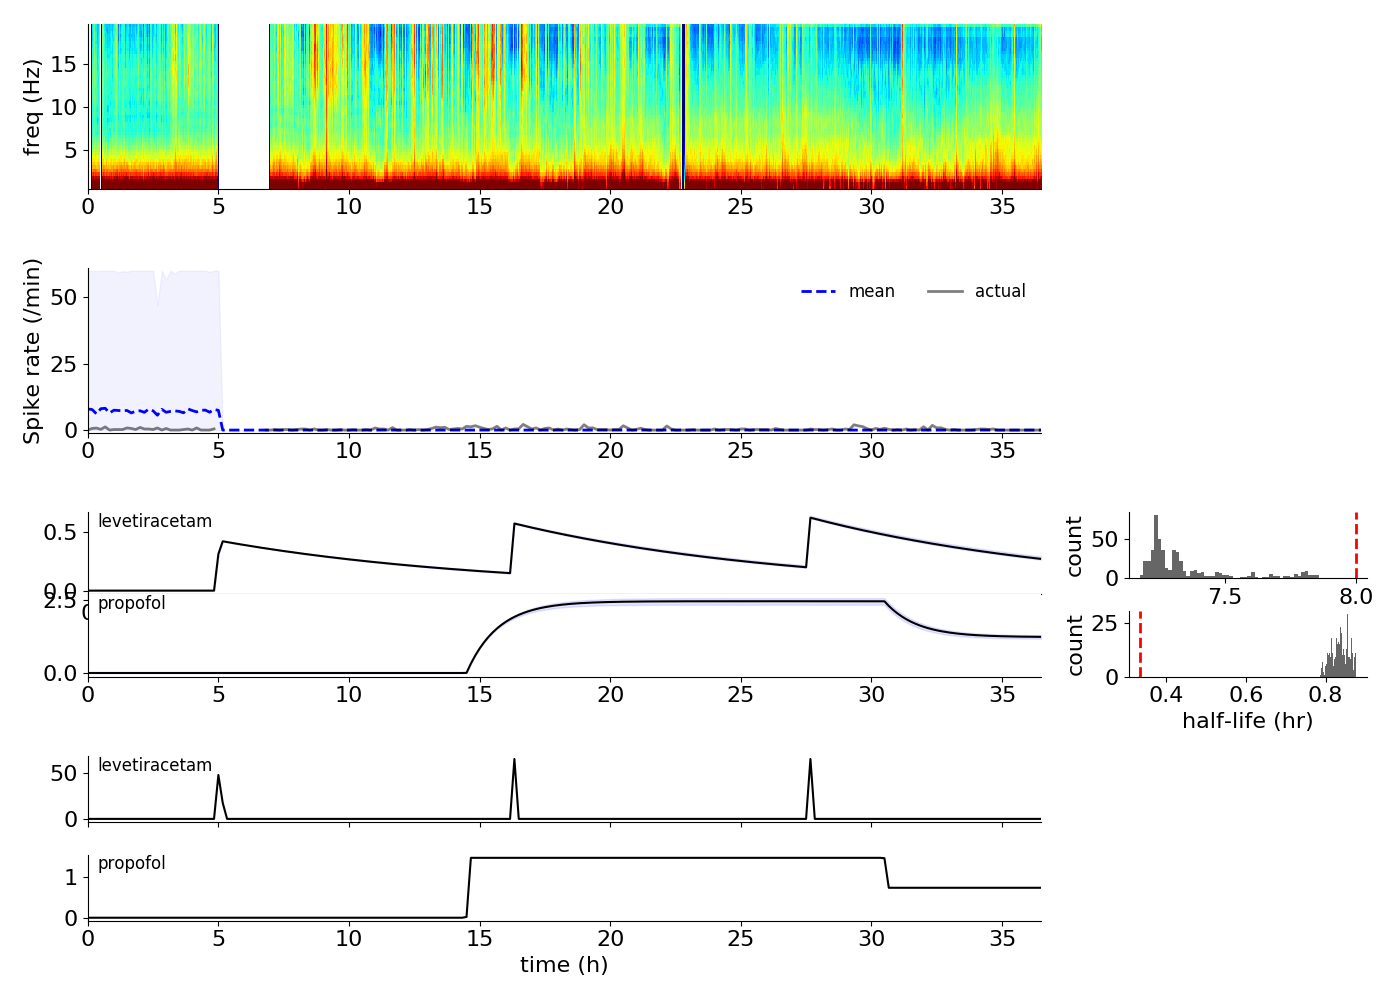 freq (Hz)
15
10
5
0 5 10 15 20 25 30 35
Spike rate (/min)
50
25
0
mean actual
0 5 10 15 20 25 30 35
levetiracetam
0.5
0.0
0
count
50
0
7.5 8.0
propofol
2.5
0.0
0 5 10 15 20 25 30 35
count
25
0
0.4 0.6 0.8
half-life (hr)
levetiracetam
50
0
propofol
1
0
0 5 10 15 20 25 30 35
time (h)